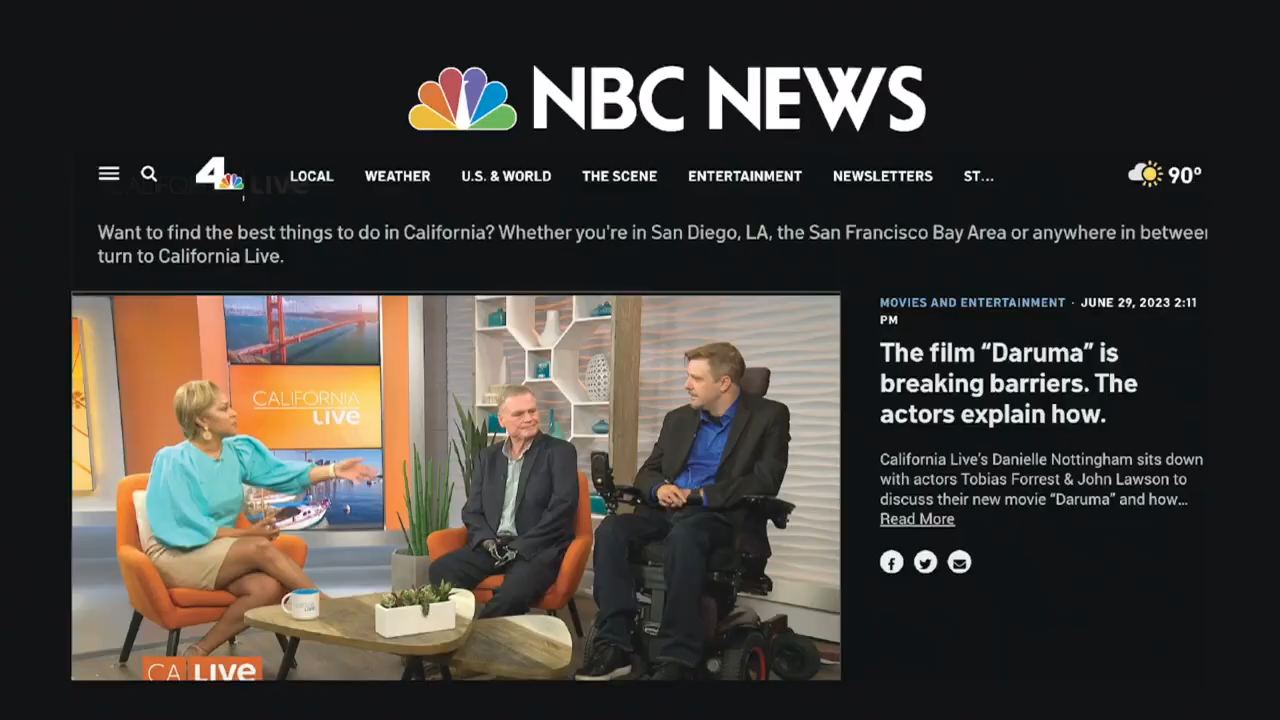 NBC NEWS
4
LOCAL WEATHER U.S. & WORLD THE SCENE ENTERTAINMENT NEWSLETTERS ST... 90°
LIVE
Want to find the best things to do in California? Whether you're in San Diego, LA, the San Francisco Bay Area or anywhere in between
turn to California Live.
CALIFORNIA
LIVE
CA LIVE
MOVIES AND ENTERTAINMENT · JUNE 29, 2023 2:11
PM
The film “Daruma” is
breaking barriers. The
actors explain how.
California Live's Danielle Nottingham sits down
with actors Tobias Forrest & John Lawson to
discuss their new movie “Daruma” and how...
Read More